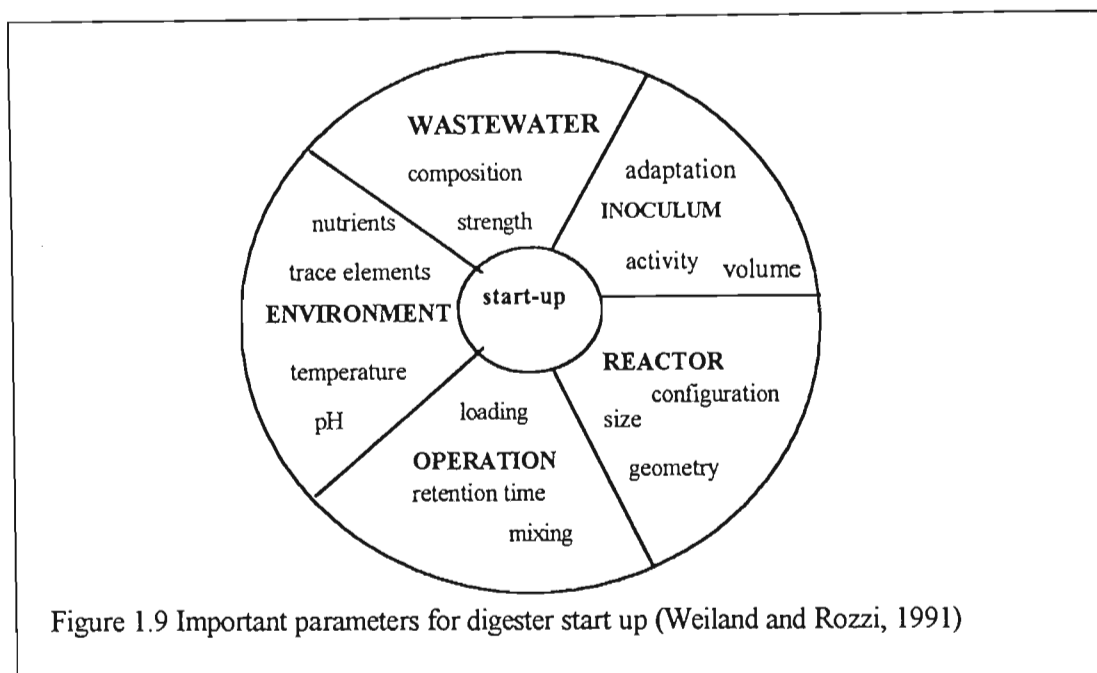 WASTEWATER
composition
strength
adaptation
INOCULUM
activity
volume
nutrients
trace elements
ENVIRONMENT
temperature
pH
start-up
REACTOR
configuration
size
geometry
loading
OPERATION
retention time
mixing
Figure 1.9 Important parameters for digester start up (Weiland and Rozzi, 1991)